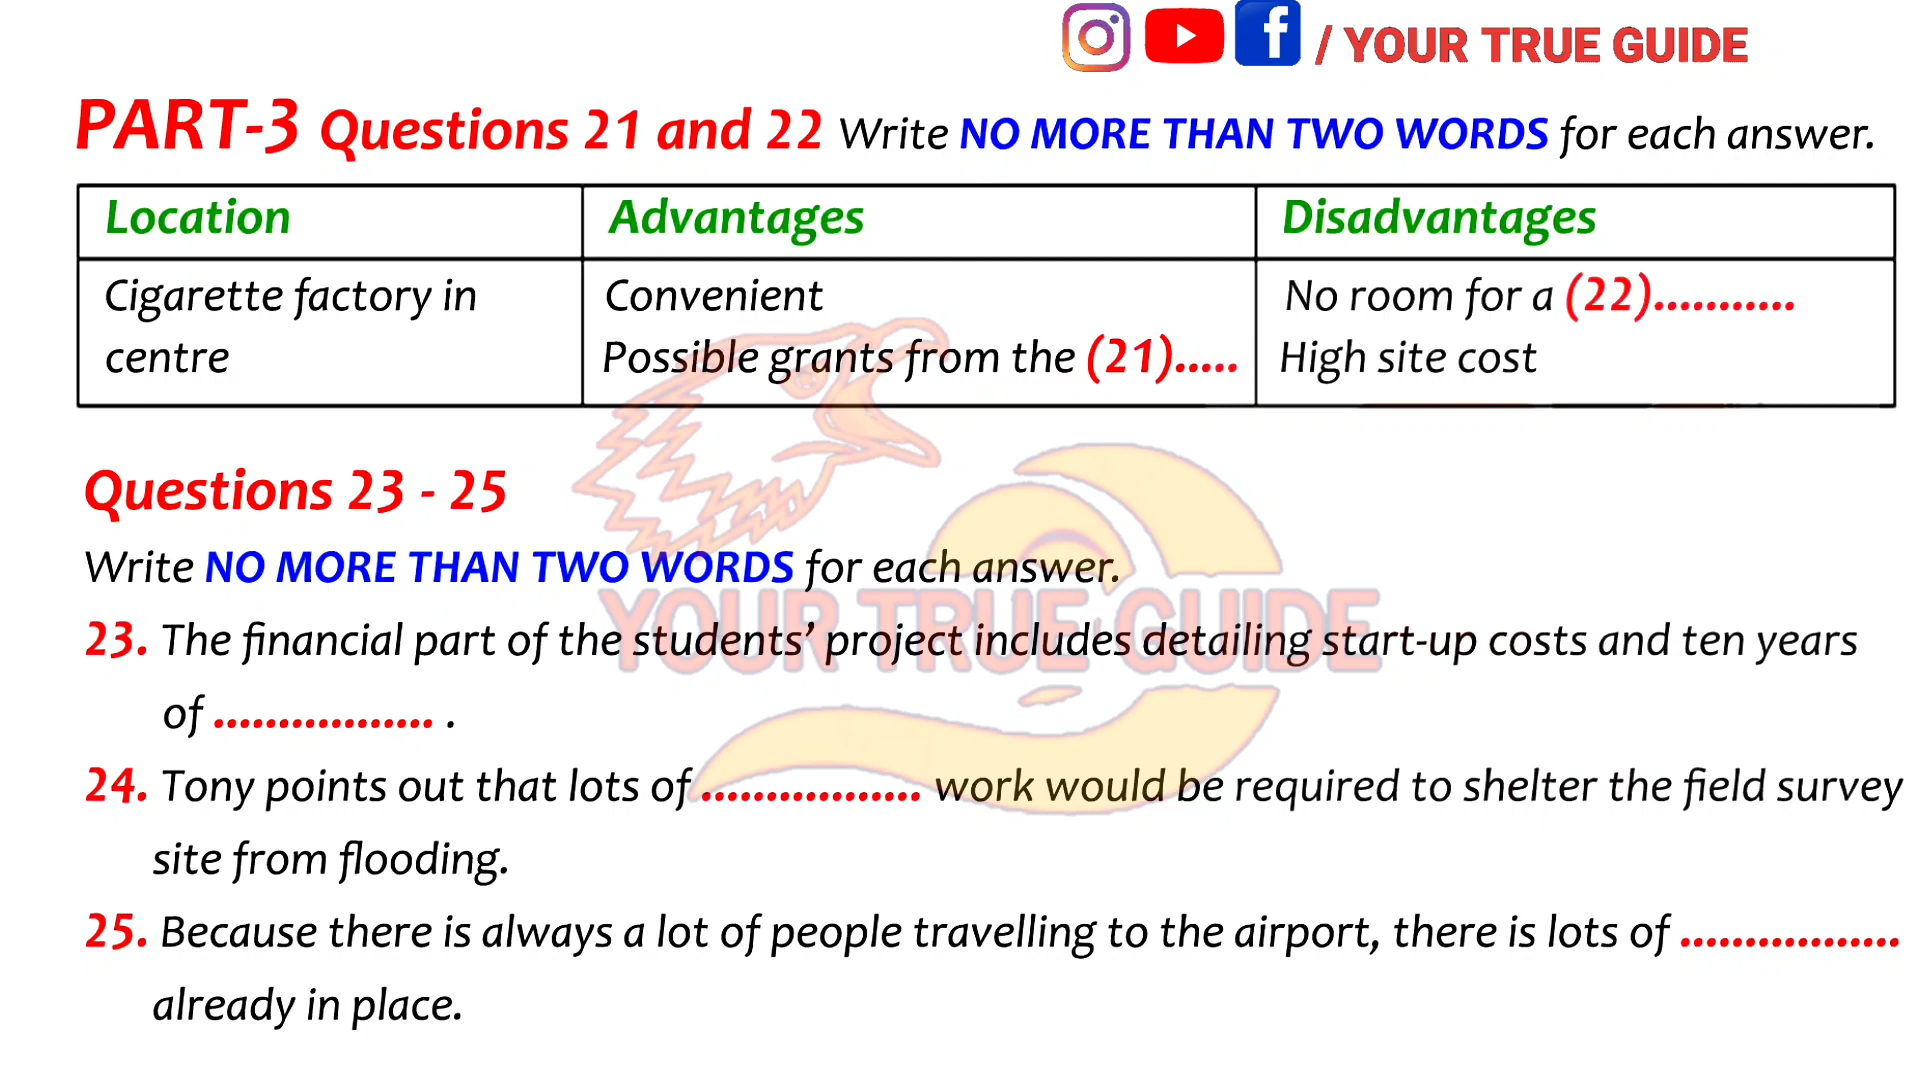 / YOUR TRUE GUIDE
PART-3 Questions 21 and 22 Write NO MORE THAN TWO WORDS for each answer.
Location Advantages Disadvantages
Cigarette factory in Convenient No room for a (22)...........
centre Possible grants from the (21)..... High site cost
Questions 23 - 25
Write NO MORE THAN TWO WORDS for each answer.
YOUR TRUE GUIDE
23. The financial part of the students’ project includes detailing start-up costs and ten years
of ................. .
24. Tony points out that lots of ................. work would be required to shelter the field survey
site from flooding.
25. Because there is always a lot of people travelling to the airport, there is lots of .................
already in place.